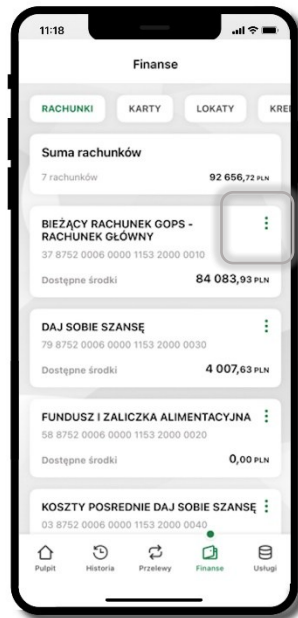 11:18
Finanse
RACHUNKI KARTY LOKATY KRE
Suma rachunków
7 rachunków 92 656,72 PLN
BIEŻĄCY RACHUNEK GOPS -
RACHUNEK GŁÓWNY
37 8752 0006 0000 1153 2000 0010
Dostępne środki 84 083,93 PLN
DAJ SOBIE SZANSĘ
79 8752 0006 0000 1153 2000 0030
Dostępne środki 4 007,63 PLN
FUNDUSZ I ZALICZKA ALIMENTACYJNA
58 8752 0006 0000 1153 2000 0020
Dostępne środki 0,00 PLN
KOSZTY POSREDNIE DAJ SOBIE SZANSĘ
03 8752 0006 0000 1153 2000 0040
Pulpit Historia Przelewy Finanse Usługi